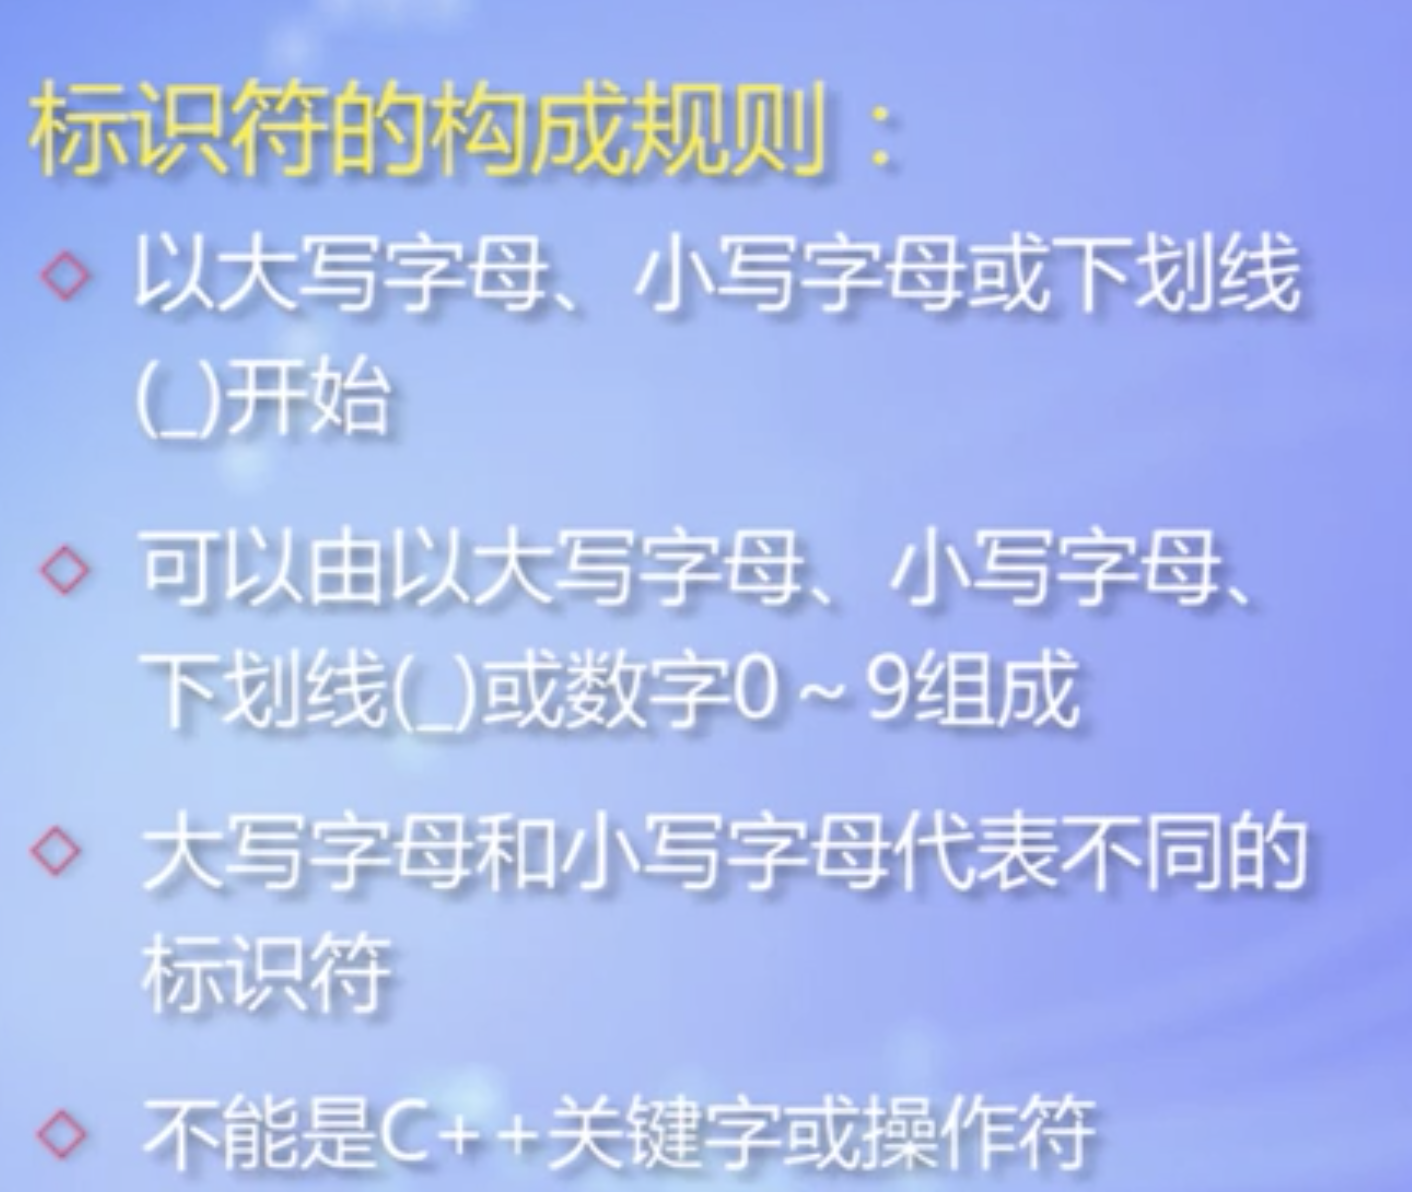 标识符的构成规则：
以大写字母、小写字母或下划线
(_)开始
可以由以大写字母、小写字母、
下划线(_)或数字0~9组成
大写字母和小写字母代表不同的
标识符
不能是C++关键字或操作符